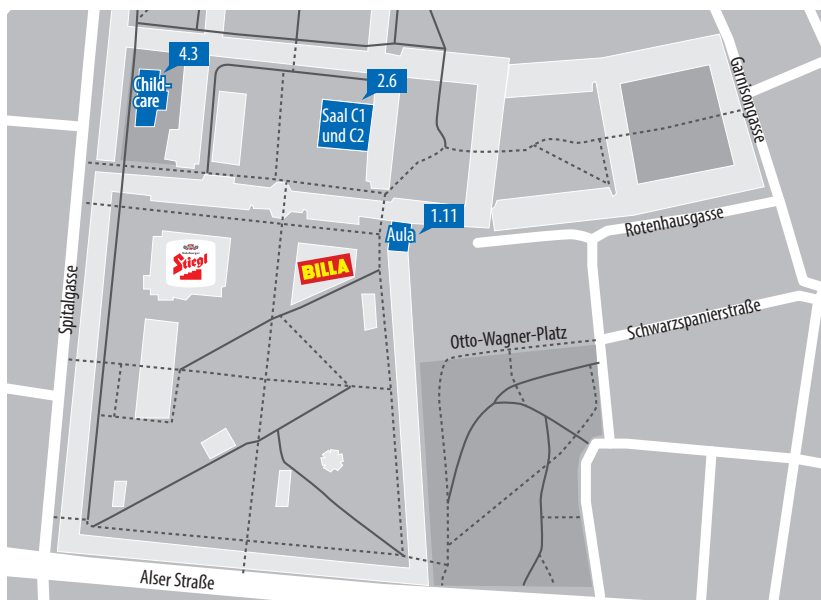 4.3
Child-
care
2.6
Saal C1
und C2
Garnisongasse
1.11
Aula
Rotenhausgasse
Stiegl
BILLA
Spitalgasse
Schwarzspanierstraße
Otto-Wagner-Platz
Alser Straße